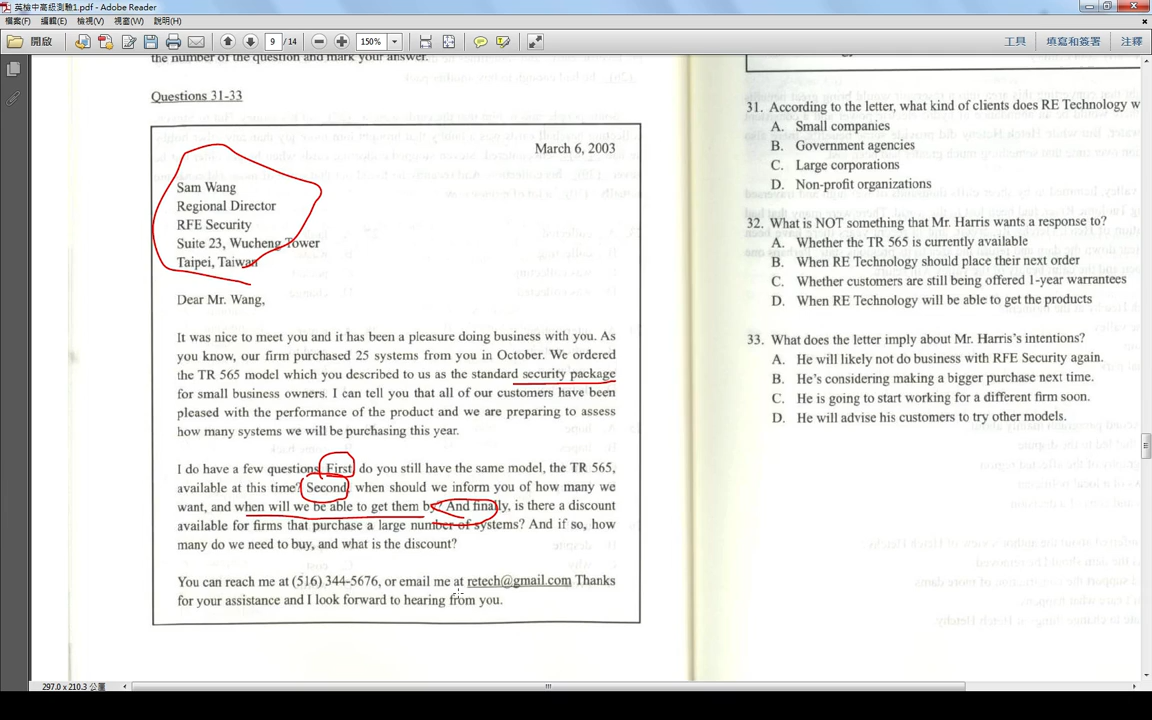 英檢中高級測驗1.pdf - Adobe Reader
檔案(F) 編輯(E) 檢視(V) 視窗(W) 說明(H)
開啟 9 / 14 150% 工具 填寫和簽署 注釋
the number of the question and mark your answer.
Questions 31-33
March 6, 2003
Sam Wang
Regional Director
RFE Security
Suite 23, Wucheng Tower
Taipei, Taiwan
Dear Mr. Wang,
It was nice to meet you and it has been a pleasure doing business with you. As
you know, our firm purchased 25 systems from you in October. We ordered
the TR 565 model which you described to us as the standard security package
for small business owners. I can tell you that all of our customers have been
pleased with the performance of the product and we are preparing to assess
how many systems we will be purchasing this year.
I do have a few questions. First, do you still have the same model, the TR 565,
available at this time? Second, when should we inform you of how many we
want, and when will we be able to get them by? And finally, is there a discount
available for firms that purchase a large number of systems? And if so, how
many do we need to buy, and what is the discount?
You can reach me at (516) 344-5676, or email me at retech@gmail.com Thanks
for your assistance and I look forward to hearing from you.
31. According to the letter, what kind of clients does RE Technology w
A. Small companies
B. Government agencies
C. Large corporations
D. Non-profit organizations
32. What is NOT something that Mr. Harris wants a response to?
A. Whether the TR 565 is currently available
B. When RE Technology should place their next order
C. Whether customers are still being offered 1-year warrantees
D. When RE Technology will be able to get the products
33. What does the letter imply about Mr. Harris's intentions?
A. He will likely not do business with RFE Security again.
B. He's considering making a bigger purchase next time.
C. He is going to start working for a different firm soon.
D. He will advise his customers to try other models.
297.0 x 210.3 公釐